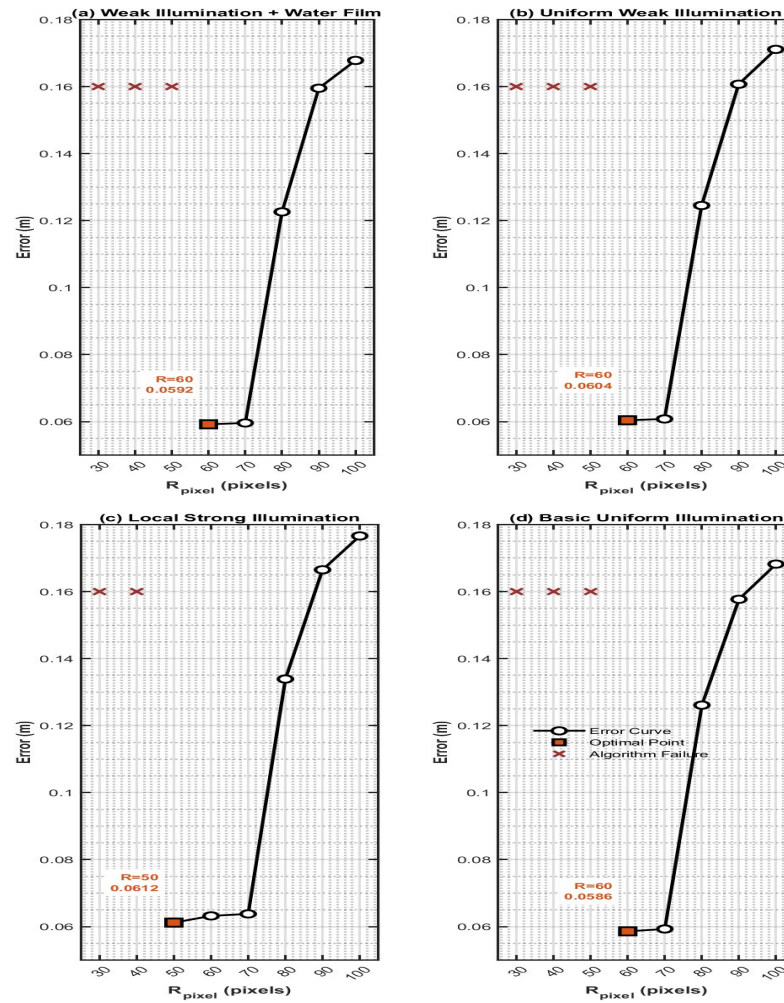 (a) Weak Illumination + Water Film
0.18
0.16
0.14
0.12
0.1
0.08
0.06
Error (m)
R=60
0.0592
30 40 50 60 70 80 90 100
R_pixel (pixels)
(b) Uniform Weak Illumination
0.18
0.16
0.14
0.12
0.1
0.08
0.06
Error (m)
R=60
0.0604
30 40 50 60 70 80 90 100
R_pixel (pixels)
(c) Local Strong Illumination
0.18
0.16
0.14
0.12
0.1
0.08
0.06
Error (m)
R=50
0.0612
30 40 50 60 70 80 90 100
R_pixel (pixels)
(d) Basic Uniform Illumination
0.18
0.16
0.14
0.12
0.1
0.08
0.06
Error (m)
Error Curve
Optimal Point
Algorithm Failure
R=60
0.0586
30 40 50 60 70 80 90 100
R_pixel (pixels)